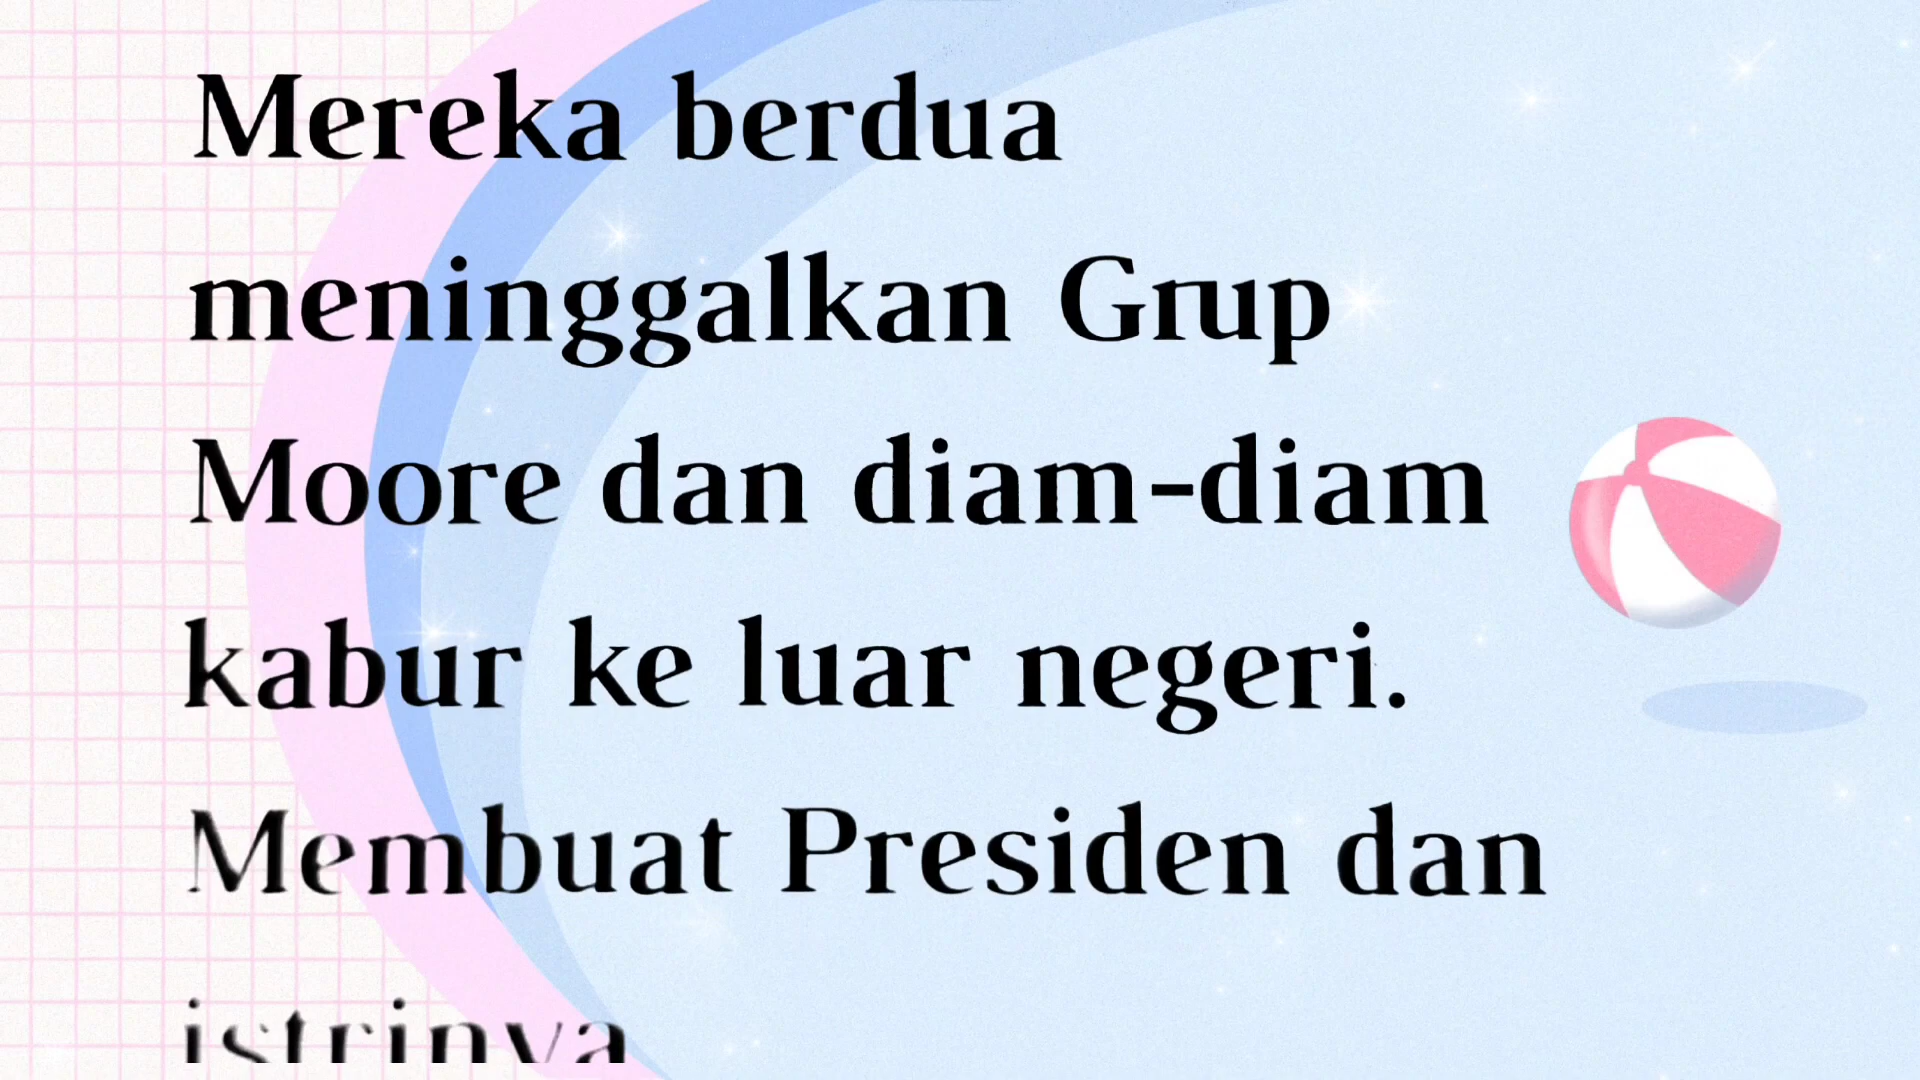 Mereka berdua
meninggalkan Grup
Moore dan diam-diam
kabur ke luar negeri.
Membuat Presiden dan
istrinya